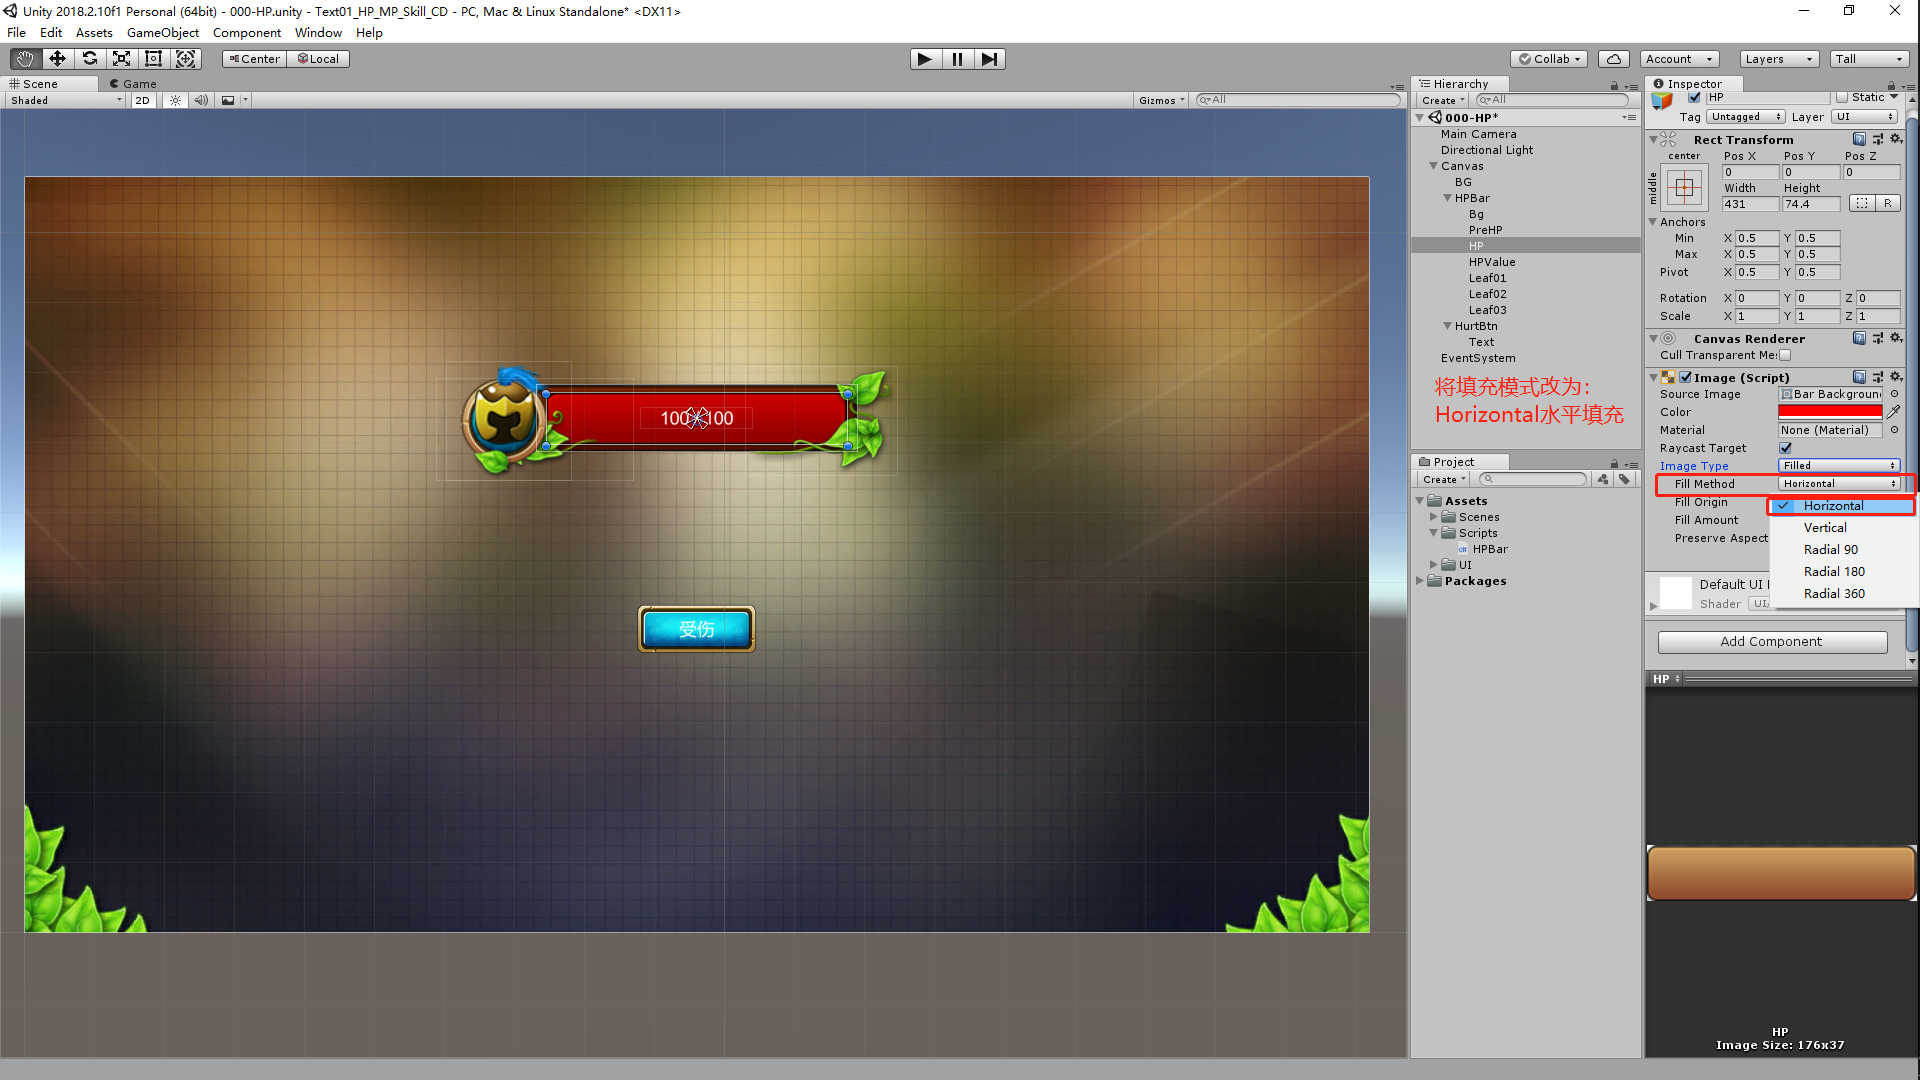 Unity 2018.2.10f1 Personal (64bit) - 000-HP.unity - Text01_HP_MP_Skill_CD - PC, Mac & Linux Standalone* <DX11>
File Edit Assets GameObject Component Window Help
Center Local
Collab Account Layers Tall
Scene Game
Shaded 2D Gizmos All
Hierarchy
Create All
000-HP*
Main Camera
Directional Light
Canvas
BG
HPBar
Bg
PreHP
HP
HPValue
Leaf01
Leaf02
Leaf03
HurtBtn
Text
EventSystem
将填充模式改为:
Horizontal水平填充
100 100
受伤
Project
Create
Assets
Scenes
Scripts
HPBar
UI
Packages
Inspector
HP Static
Tag Untagged Layer UI
Rect Transform
center Pos X Pos Y Pos Z
middle 0 0 0
Width Height
431 74.4 R
Anchors
Min X 0.5 Y 0.5
Max X 0.5 Y 0.5
Pivot X 0.5 Y 0.5
Rotation X 0 Y 0 Z 0
Scale X 1 Y 1 Z 1
Canvas Renderer
Cull Transparent Me
Image (Script)
Source Image Bar Backgroun
Color
Material None (Material)
Raycast Target
Image Type Filled
Fill Method Horizontal
Fill Origin
Fill Amount
Preserve Aspect
Horizontal
Vertical
Radial 90
Radial 180
Radial 360
Default UI
Shader UI
Add Component
HP
HP
Image Size: 176x37